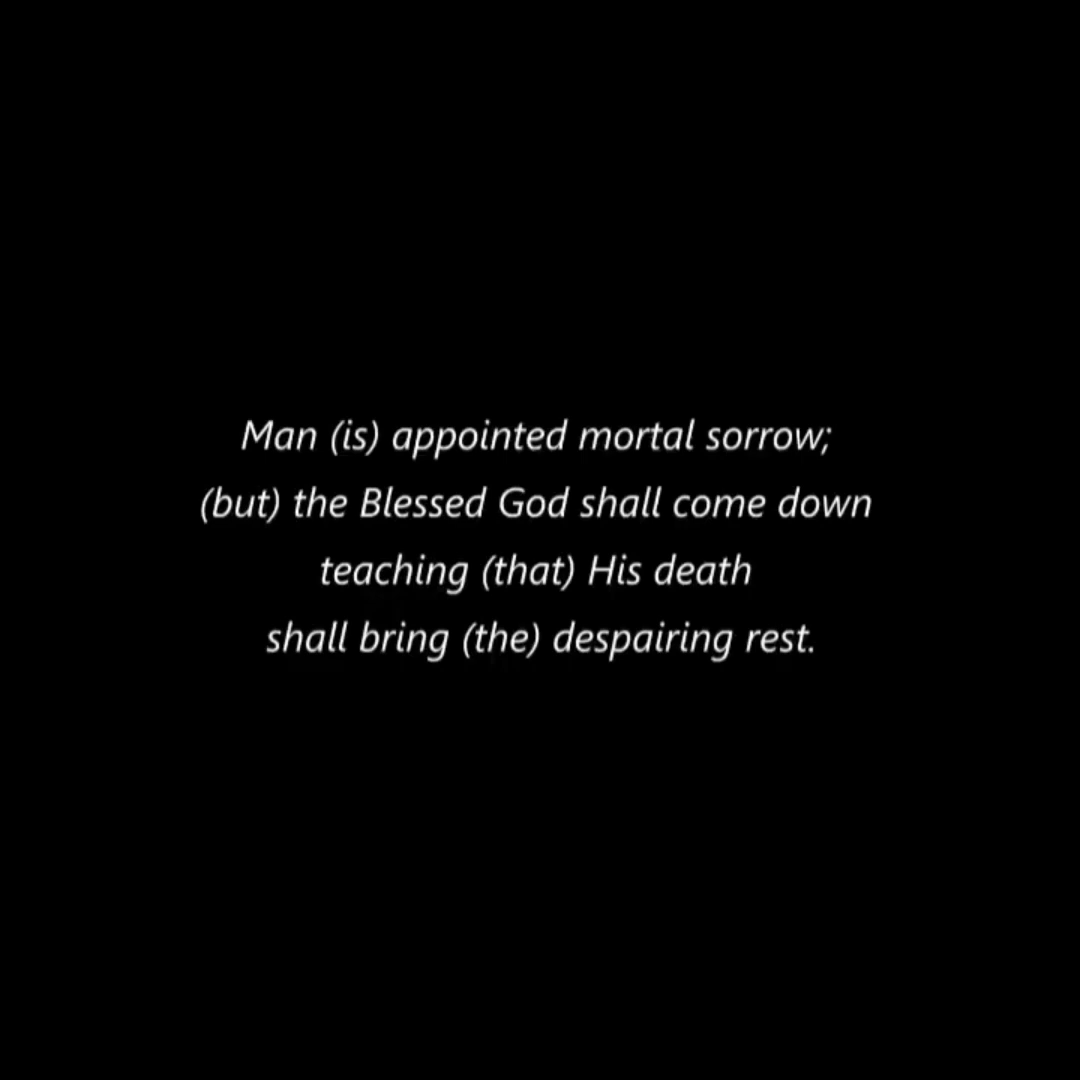 Man (is) appointed mortal sorrow;
(but) the Blessed God shall come down
teaching (that) His death
shall bring (the) despairing rest.